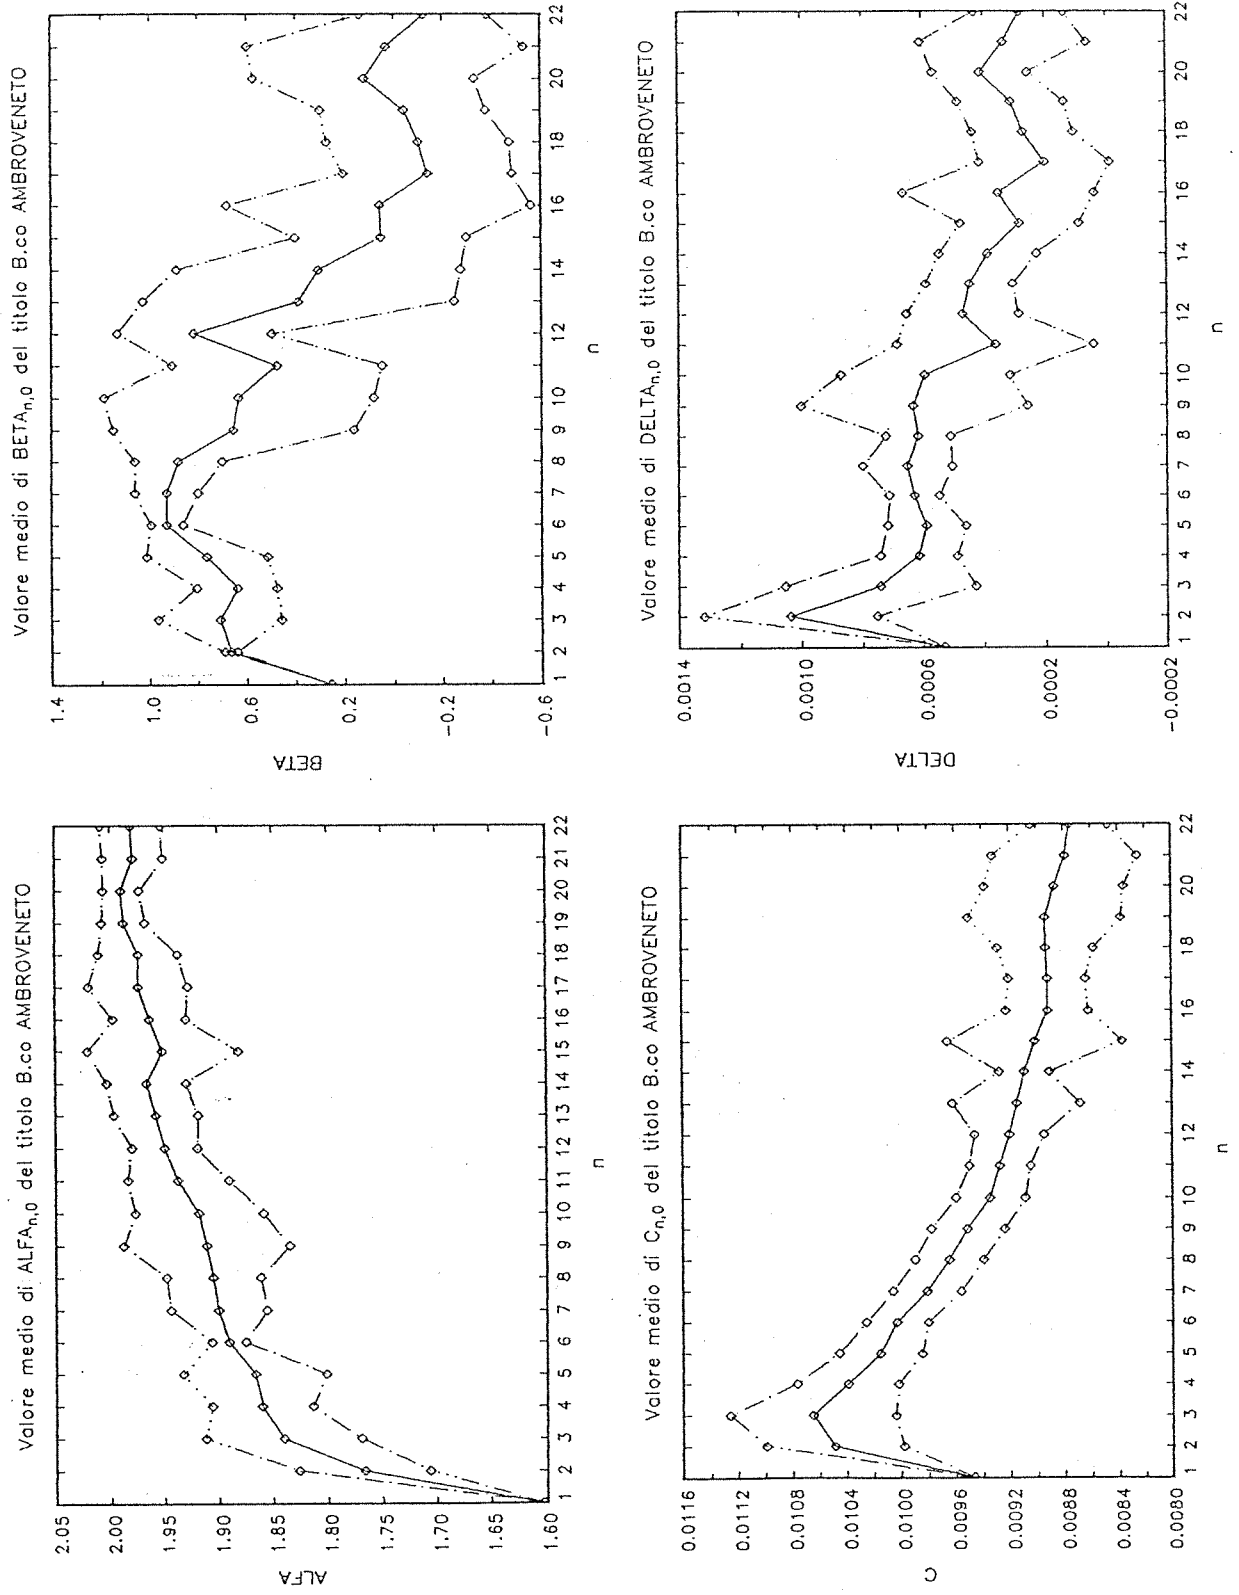 Valore medio di ALFAn,0 del titolo B.co AMBROVENETO
ALFA
2.05
2.00
1.95
1.90
1.85
1.80
1.75
1.70
1.65
1.60
1 2 3 4 5 6 7 8 9 10 11 12 13 14 15 16 17 18 19 20 21 22
n
Valore medio di BETAn,0 del titolo B.co AMBROVENETO
BETA
1.4
1.0
0.6
0.2
-0.2
-0.6
1 2 3 4 5 6 7 8 9 10 12 14 16 18 20 22
n
Valore medio di Cn,0 del titolo B.co AMBROVENETO
C
0.0116
0.0112
0.0108
0.0104
0.0100
0.0096
0.0092
0.0088
0.0084
0.0080
1 2 3 4 5 6 7 8 9 10 12 14 16 18 20 22
n
Valore medio di DELTAn,0 del titolo B.co AMBROVENETO
DELTA
0.0014
0.0010
0.0006
0.0002
-0.0002
1 2 3 4 5 6 7 8 9 10 12 14 16 18 20 22
n